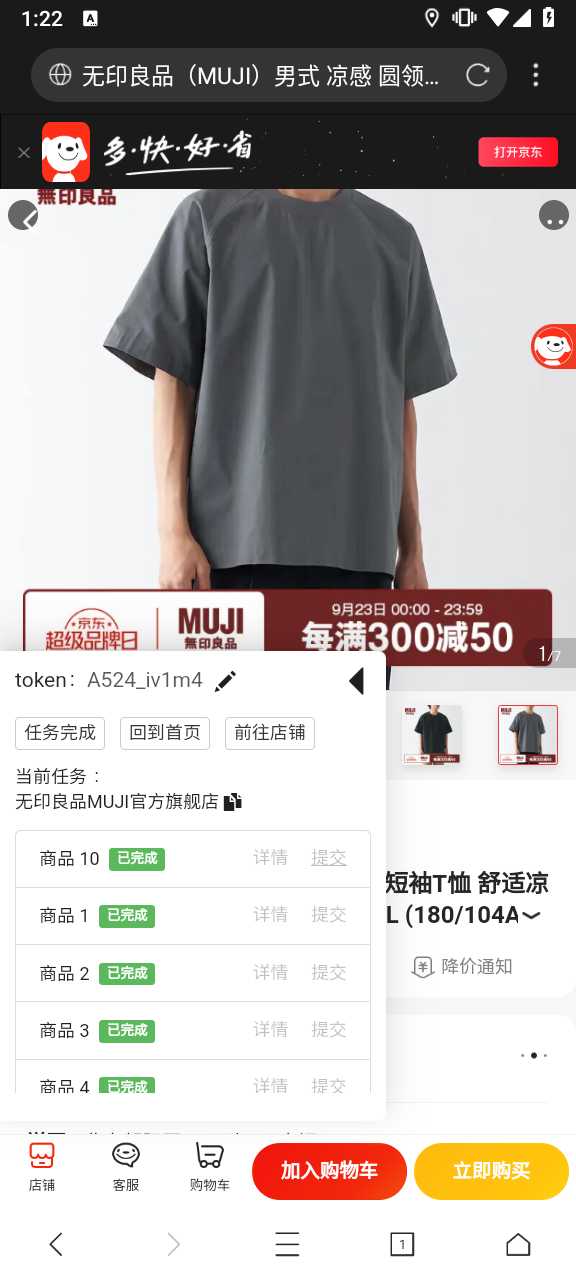 1:22
A
无印良品（MUJI）男式 凉感 圆领...
多·快·好·省
打开京东
無印良品
京东
超级品牌日
MUJI
無印良品
9月23日 00:00 - 23:59
每满300减50
1/7
token： A524_iv1m4
任务完成 回到首页 前往店铺
当前任务：
无印良品MUJI官方旗舰店
商品 10 已完成 详情 提交
商品 1 已完成 详情 提交
商品 2 已完成 详情 提交
商品 3 已完成 详情 提交
商品 4 已完成 详情 提交
短袖T恤 舒适凉
L (180/104A
降价通知
店铺 客服 购物车 加入购物车 立即购买
1